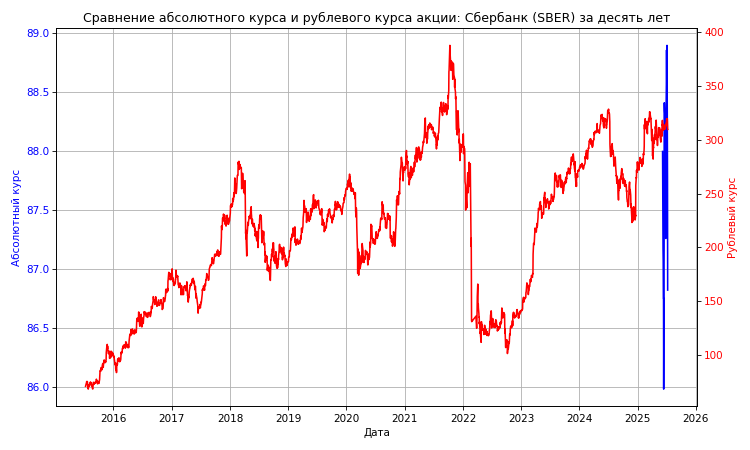 Сравнение абсолютного курса и рублевого курса акции: Сбербанк (SBER) за десять лет
89.0
88.5
88.0
87.5
87.0
86.5
86.0
Абсолютный курс
400
350
300
250
200
150
100
Рублевый курс
2016 2017 2018 2019 2020 2021 2022 2023 2024 2025 2026
Дата